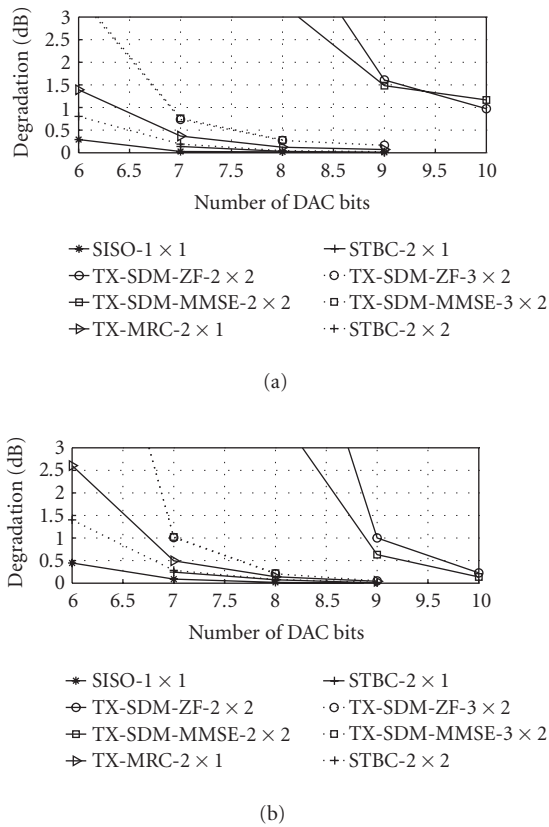 3
2.5
2
1.5
1
0.5
0
Degradation (dB)
6 6.5 7 7.5 8 8.5 9 9.5 10
Number of DAC bits
SISO-1 × 1 STBC-2 × 1
TX-SDM-ZF-2 × 2 TX-SDM-ZF-3 × 2
TX-SDM-MMSE-2 × 2 TX-SDM-MMSE-3 × 2
TX-MRC-2 × 1 STBC-2 × 2
(a)
3
2.5
2
1.5
1
0.5
0
Degradation (dB)
6 6.5 7 7.5 8 8.5 9 9.5 10
Number of DAC bits
SISO-1 × 1 STBC-2 × 1
TX-SDM-ZF-2 × 2 TX-SDM-ZF-3 × 2
TX-SDM-MMSE-2 × 2 TX-SDM-MMSE-3 × 2
TX-MRC-2 × 1 STBC-2 × 2
(b)